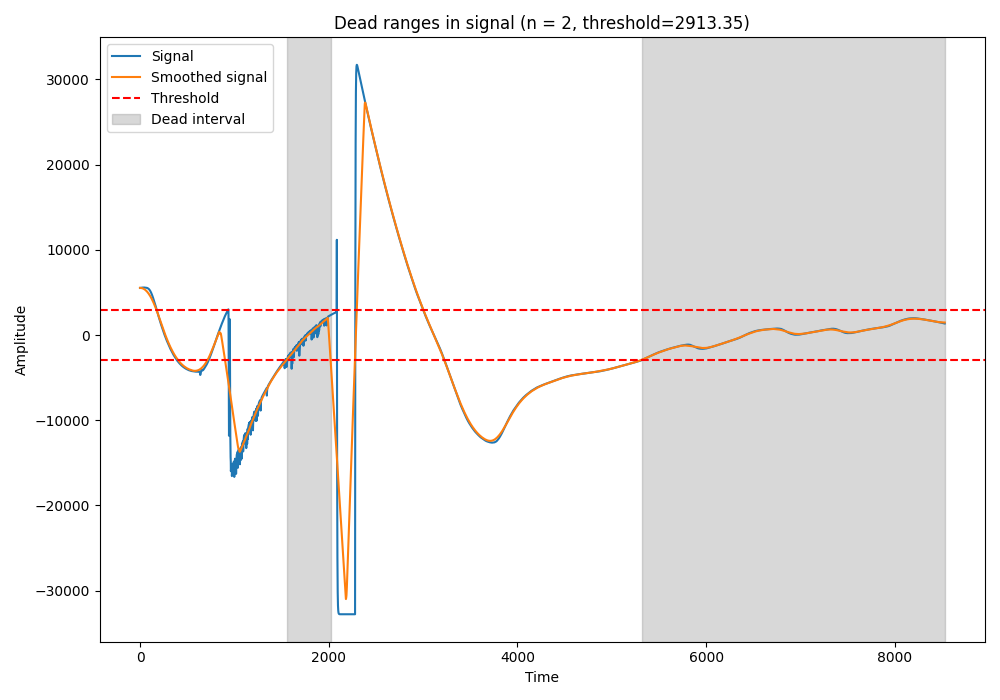 Dead ranges in signal (n = 2, threshold=2913.35)
Signal
Smoothed signal
Threshold
Dead interval
30000
20000
10000
0
−10000
−20000
−30000
Amplitude
0 2000 4000 6000 8000
Time